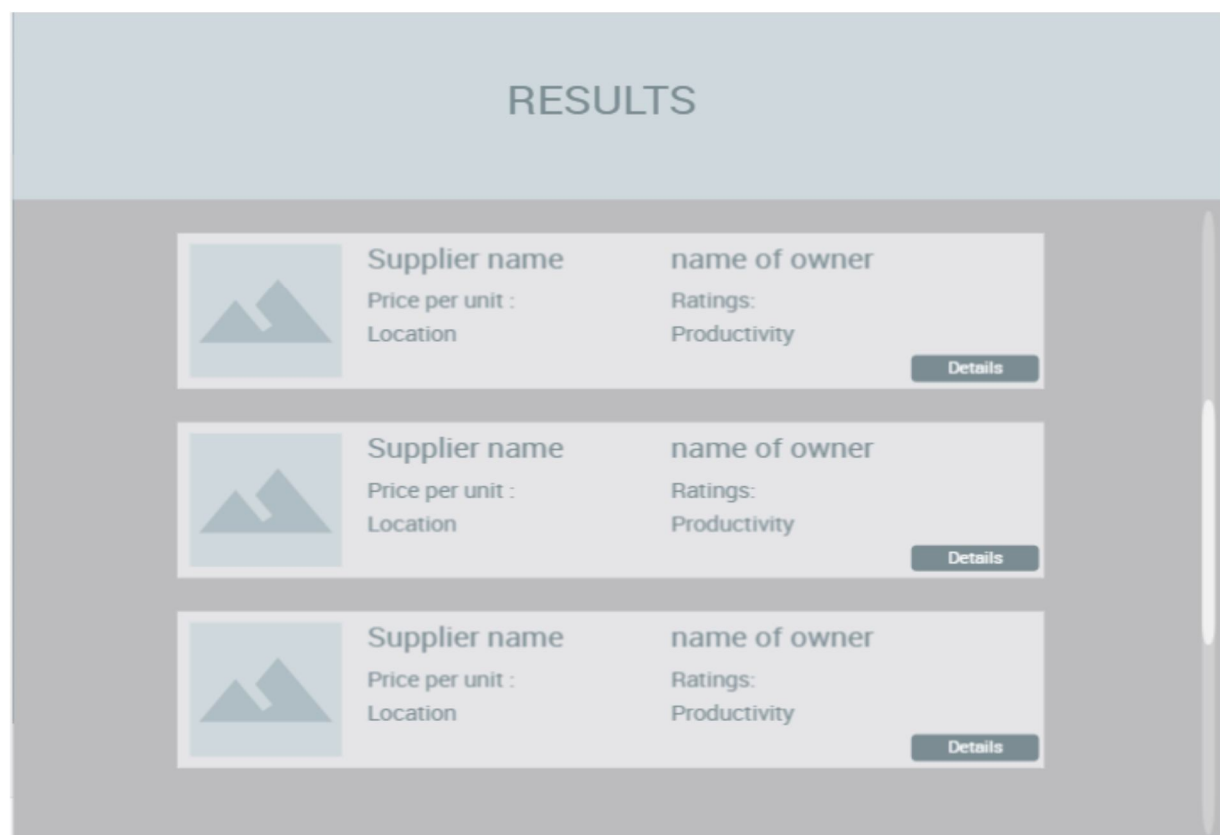 RESULTS
Supplier name name of owner
Price per unit : Ratings:
Location Productivity
Details
Supplier name name of owner
Price per unit : Ratings:
Location Productivity
Details
Supplier name name of owner
Price per unit : Ratings:
Location Productivity
Details